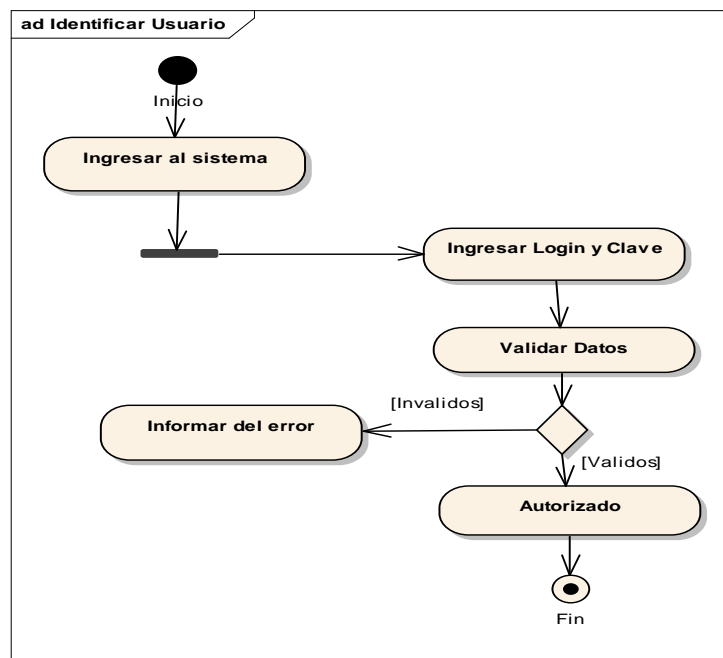 ad Identificar Usuario
Inicio
Ingresar al sistema
Ingresar Login y Clave
Validar Datos
[Invalidos]
Informar del error
[Validos]
Autorizado
Fin